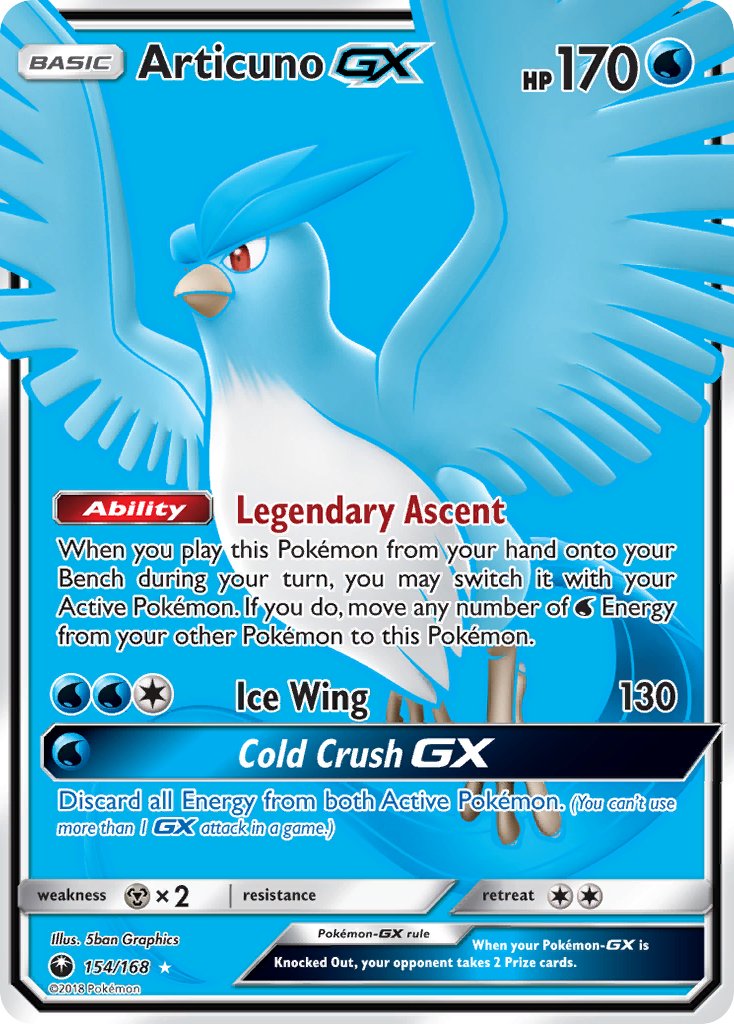 BASIC Articuno GX HP 170
Ability Legendary Ascent
When you play this Pokémon from your hand onto your
Bench during your turn, you may switch it with your
Active Pokémon. If you do, move any number of Energy
from your other Pokémon to this Pokémon.
Ice Wing 130
Cold Crush GX
Discard all Energy from both Active Pokémon. (You can't use
more than 1 GX attack in a game.)
weakness ×2 resistance retreat
Illus. 5ban Graphics
154/168
©2018 Pokémon
Pokémon-GX rule
When your Pokémon-GX is
Knocked Out, your opponent takes 2 Prize cards.